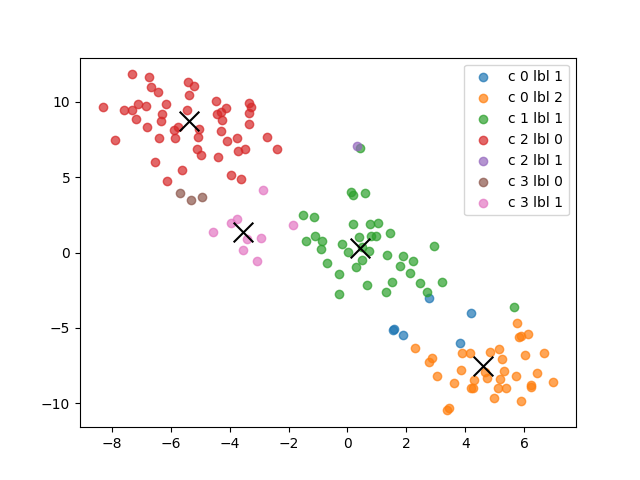 c 0 lbl 1
c 0 lbl 2
c 1 lbl 1
c 2 lbl 0
c 2 lbl 1
c 3 lbl 0
c 3 lbl 1
10
5
0
−5
−10
−8 −6 −4 −2 0 2 4 6